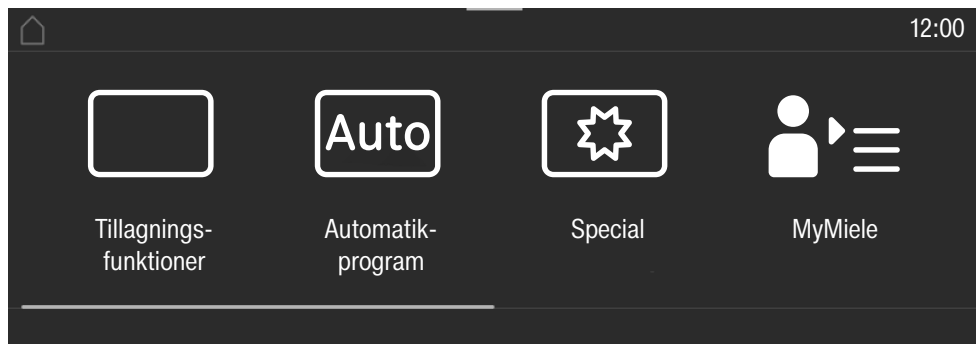 12:00
Auto
Tillagnings-
funktioner
Automatik-
program
Special
MyMiele